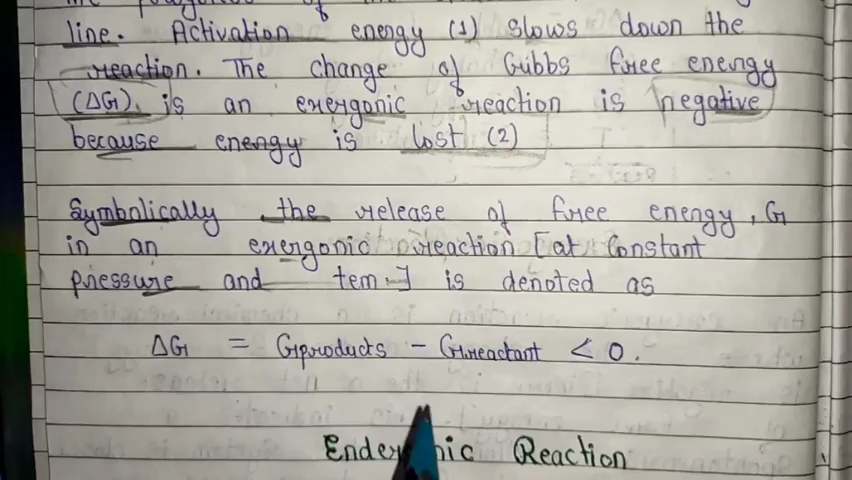 line. Activation energy (1) slows down the
reaction. The change of Gibbs free energy
(ΔG). is an exergonic reaction is negative
because energy is lost (2)
Symbolically the release of free energy, G
in an exergonic reaction [at Constant
pressure and tem.] is denoted as
ΔG = Gproducts - Greactant < 0.
Reaction